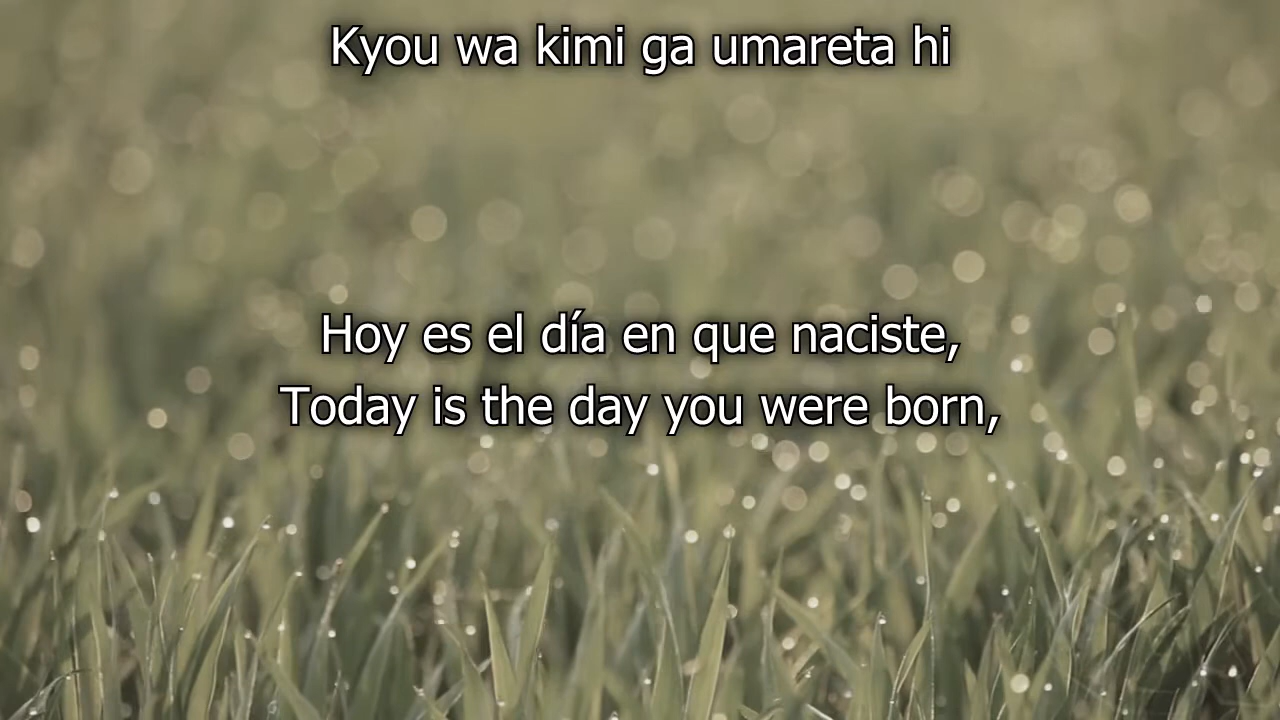 Kyou wa kimi ga umareta hi
Hoy es el día en que naciste,
Today is the day you were born,